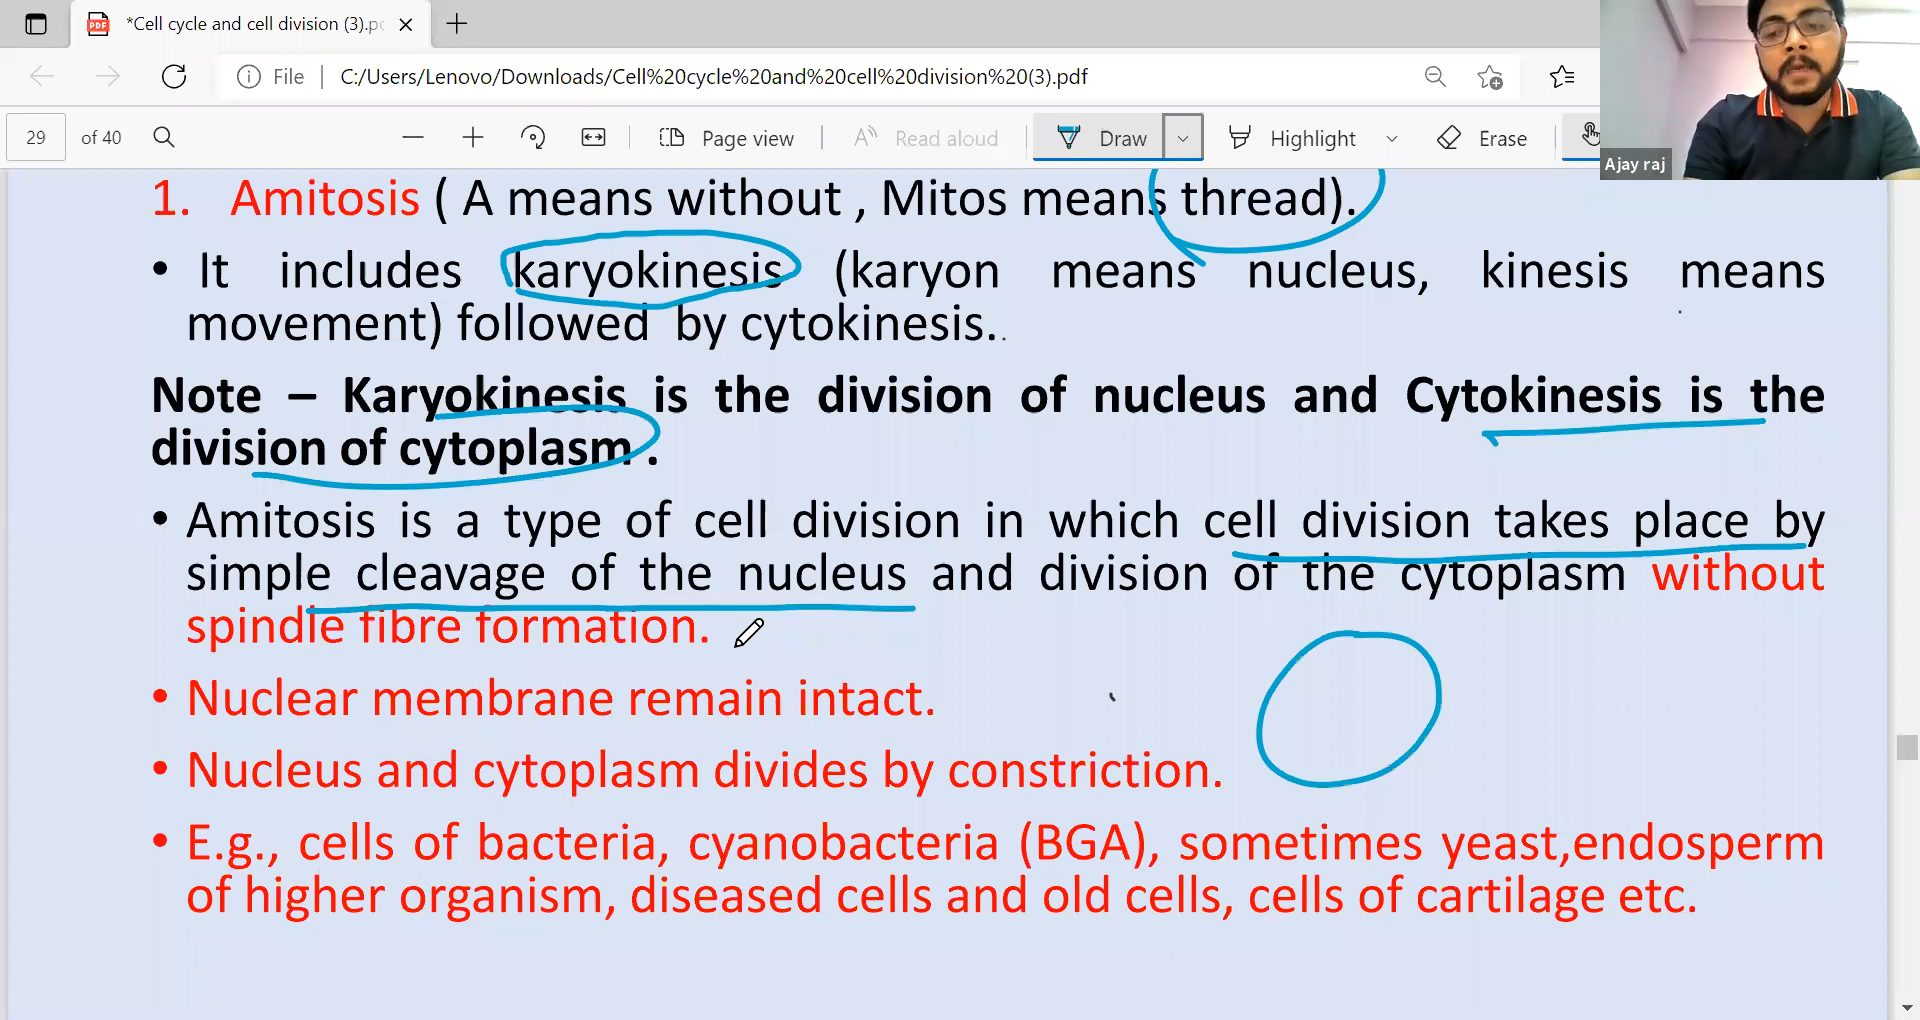 *Cell cycle and cell division (3).p
File C:/Users/Lenovo/Downloads/Cell%20cycle%20and%20cell%20division%20(3).pdf
29 of 40 Page view Read aloud Draw Highlight Erase
Ajay raj
1. Amitosis ( A means without , Mitos means thread).
• It includes karyokinesis (karyon means nucleus, kinesis means
movement) followed by cytokinesis.
Note – Karyokinesis is the division of nucleus and Cytokinesis is the
division of cytoplasm .
• Amitosis is a type of cell division in which cell division takes place by
simple cleavage of the nucleus and division of the cytoplasm without
spindle fibre formation.
• Nuclear membrane remain intact.
• Nucleus and cytoplasm divides by constriction.
• E.g., cells of bacteria, cyanobacteria (BGA), sometimes yeast,endosperm
of higher organism, diseased cells and old cells, cells of cartilage etc.